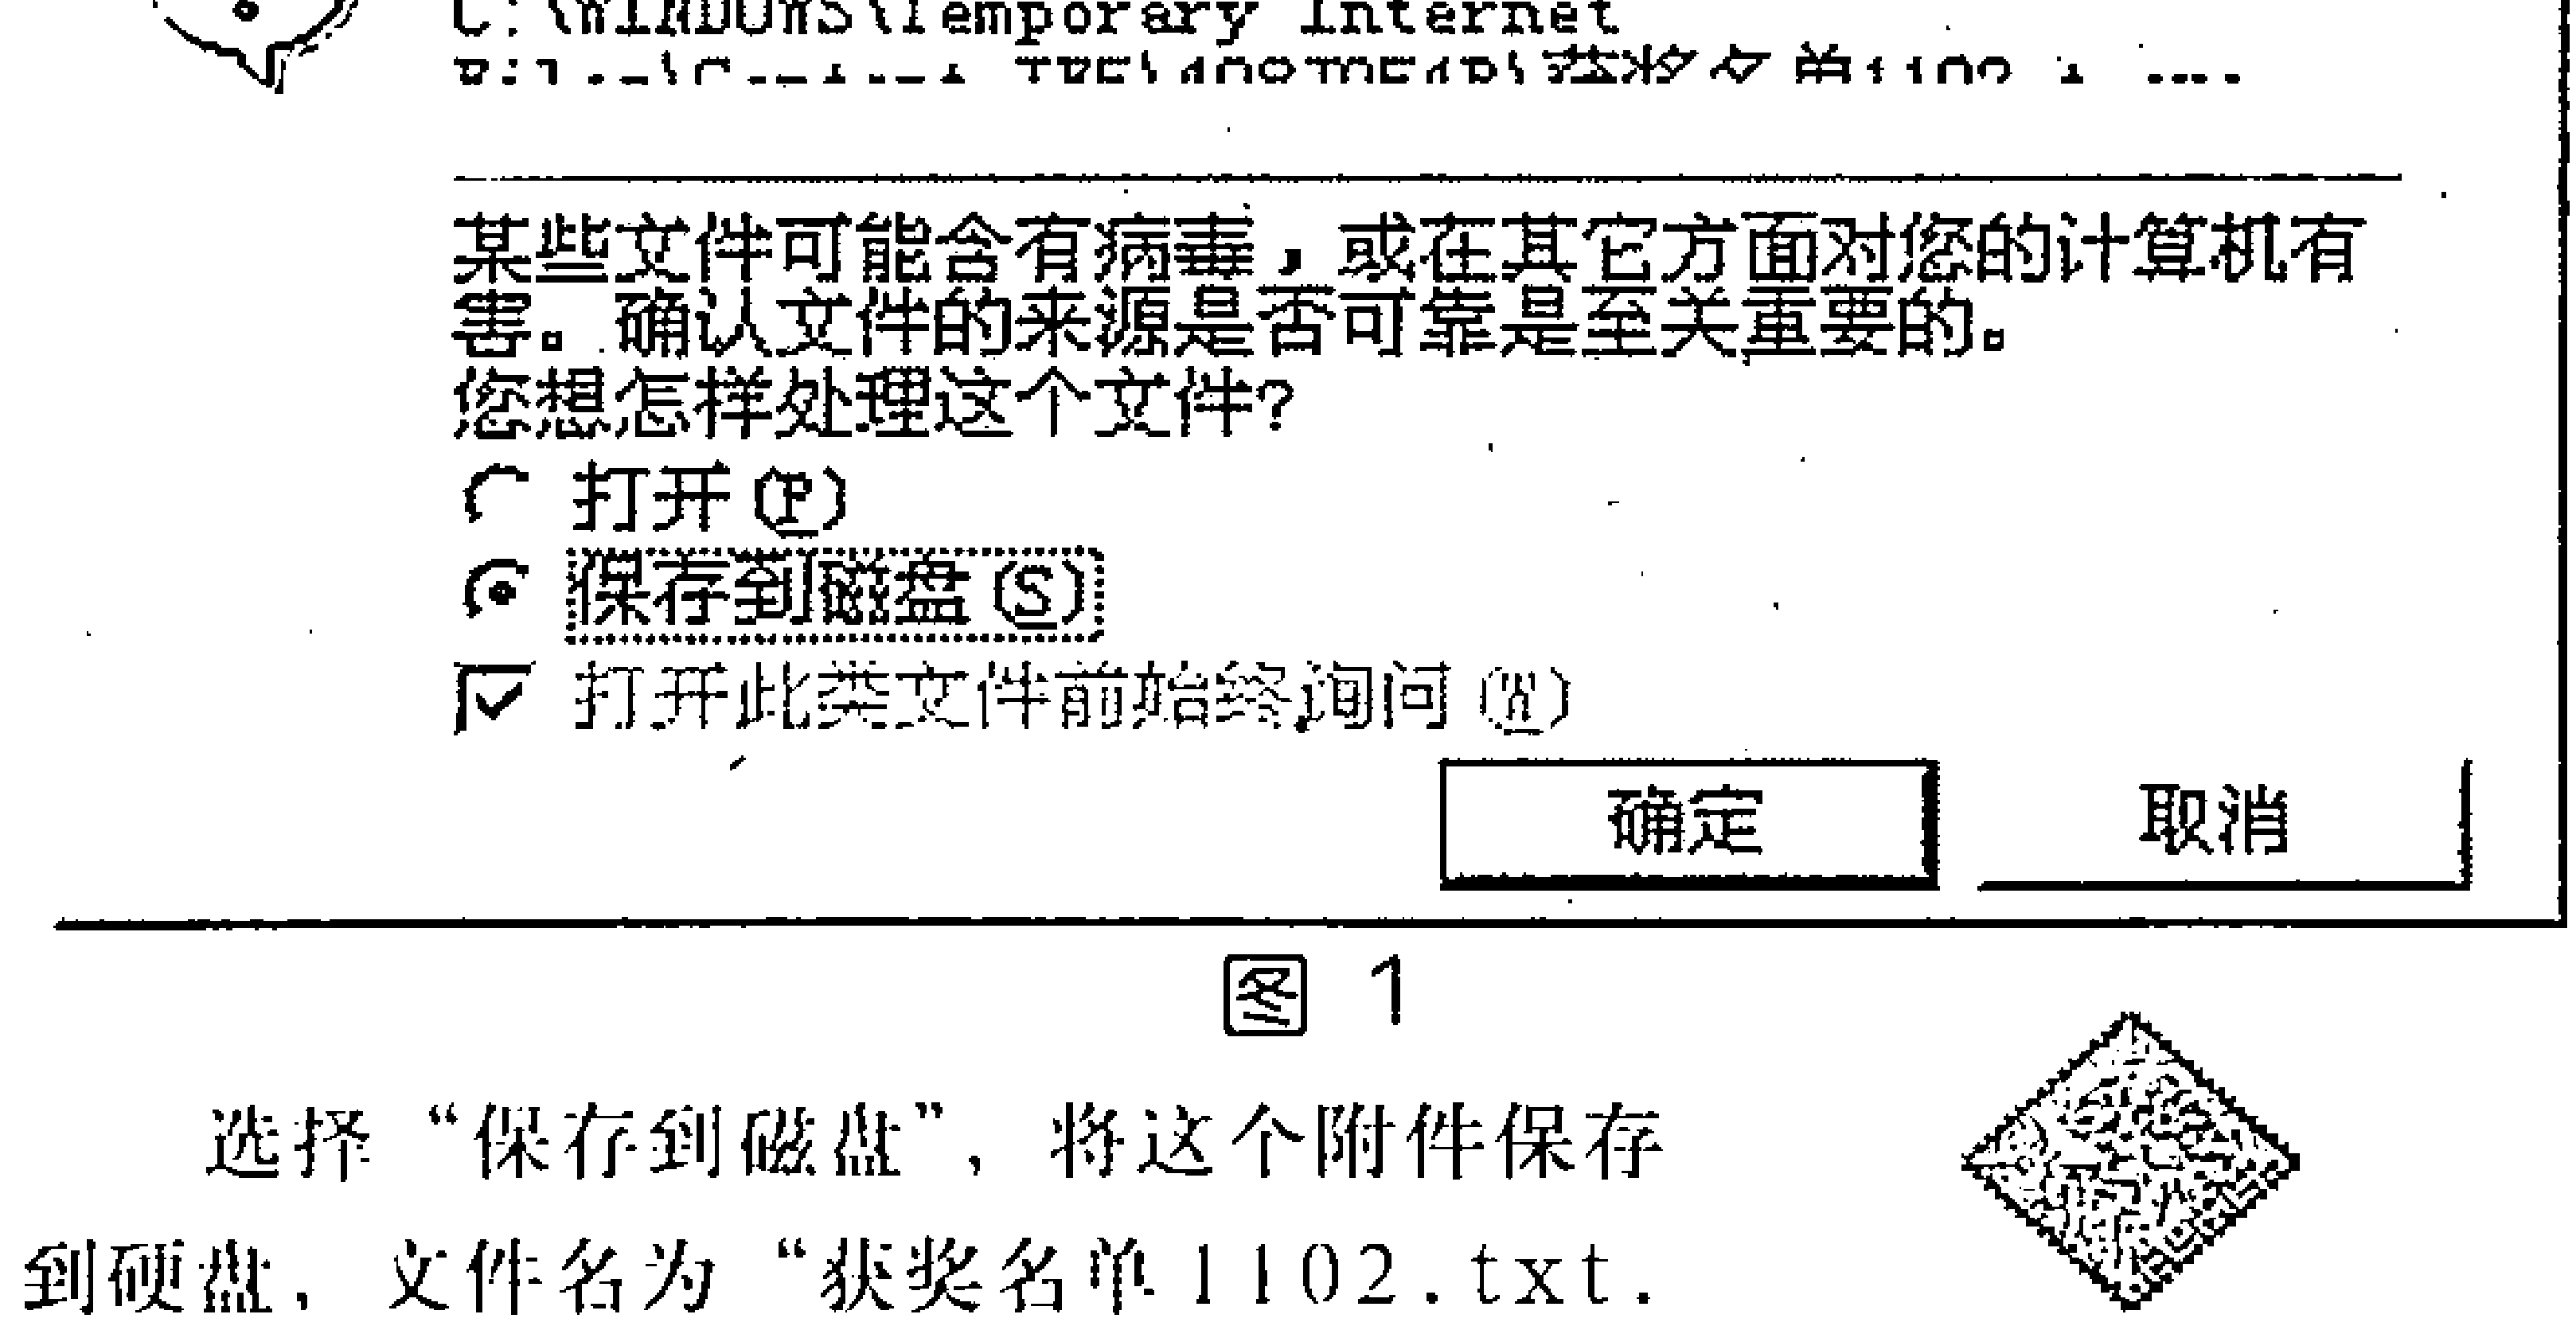 C:\WINDOWS\Temporary Internet
某些文件可能含有病毒，或在其它方面对您的计算机有
害。确认文件的来源是否可靠是至关重要的。
您想怎样处理这个文件?
打开(P)
保存到磁盘(S)
打开此类文件前始终询问(W)
确定 取消
图 1
选择“保存到磁盘”，将这个附件保存
到硬盘，文件名为“获奖名单1102.txt.